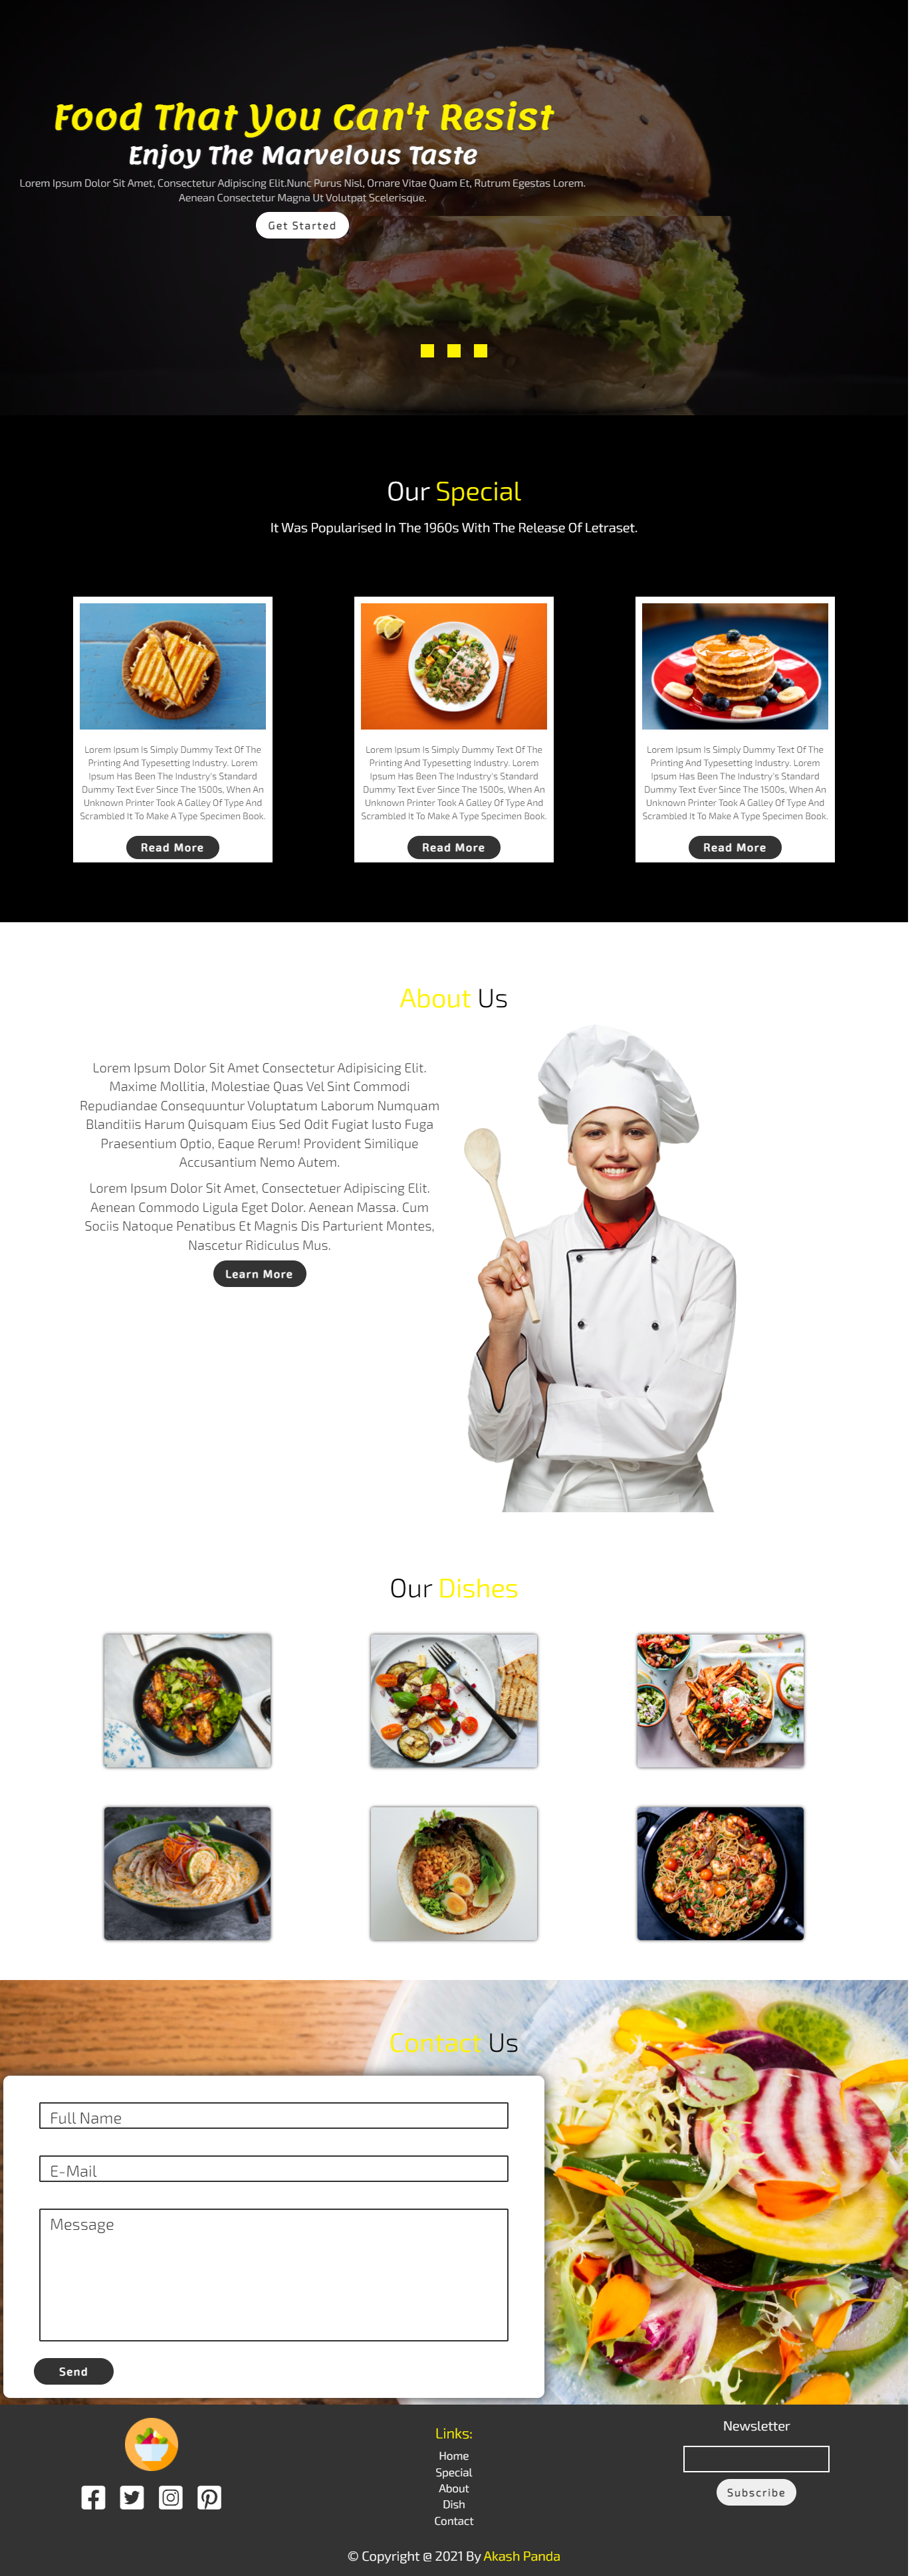 Food That You Can't Resist
Enjoy The Marvelous Taste
Lorem Ipsum Dolor Sit Amet, Consectetur Adipiscing Elit.Nunc Purus Nisl, Ornare Vitae Quam Et, Rutrum Egestas Lorem.
Aenean Consectetur Magna Ut Volutpat Scelerisque.
Get Started
Our Special
It Was Popularised In The 1960s With The Release Of Letraset.
Lorem Ipsum Is Simply Dummy Text Of The
Printing And Typesetting Industry. Lorem
Ipsum Has Been The Industry's Standard
Dummy Text Ever Since The 1500s, When An
Unknown Printer Took A Galley Of Type And
Scrambled It To Make A Type Specimen Book.
Read More
Lorem Ipsum Is Simply Dummy Text Of The
Printing And Typesetting Industry. Lorem
Ipsum Has Been The Industry's Standard
Dummy Text Ever Since The 1500s, When An
Unknown Printer Took A Galley Of Type And
Scrambled It To Make A Type Specimen Book.
Read More
Lorem Ipsum Is Simply Dummy Text Of The
Printing And Typesetting Industry. Lorem
Ipsum Has Been The Industry's Standard
Dummy Text Ever Since The 1500s, When An
Unknown Printer Took A Galley Of Type And
Scrambled It To Make A Type Specimen Book.
Read More
About Us
Lorem Ipsum Dolor Sit Amet Consectetur Adipisicing Elit.
Maxime Mollitia, Molestiae Quas Vel Sint Commodi
Repudiandae Consequuntur Voluptatum Laborum Numquam
Blanditiis Harum Quisquam Eius Sed Odit Fugiat Iusto Fuga
Praesentium Optio, Eaque Rerum! Provident Similique
Accusantium Nemo Autem.
Lorem Ipsum Dolor Sit Amet, Consectetuer Adipiscing Elit.
Aenean Commodo Ligula Eget Dolor. Aenean Massa. Cum
Sociis Natoque Penatibus Et Magnis Dis Parturient Montes,
Nascetur Ridiculus Mus.
Learn More
Our Dishes
Contact Us
Full Name
E-Mail
Message
Send
Links:
Home
Special
About
Dish
Contact
Newsletter
Subscribe
© Copyright @ 2021 By Akash Panda